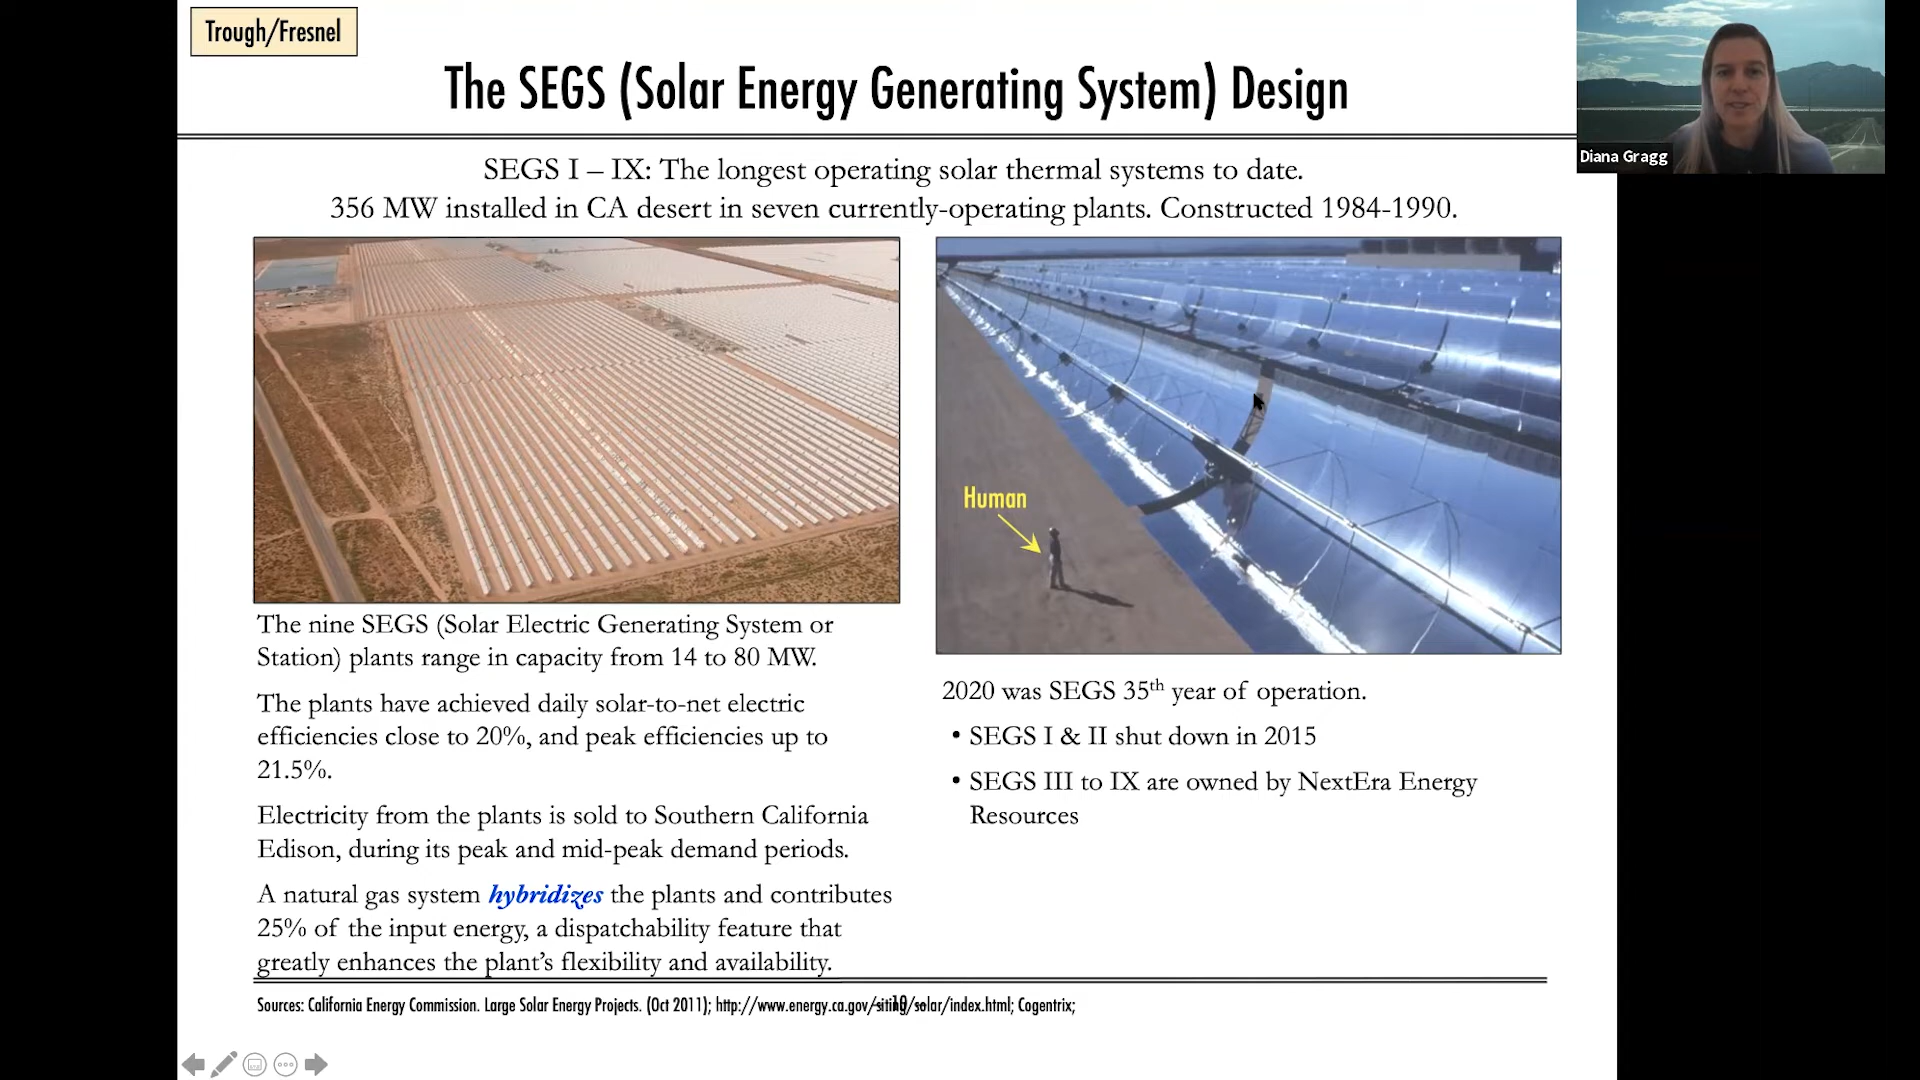 Trough/Fresnel
The SEGS (Solar Energy Generating System) Design
Diana Gragg
SEGS I – IX: The longest operating solar thermal systems to date.
356 MW installed in CA desert in seven currently-operating plants. Constructed 1984-1990.
Human
The nine SEGS (Solar Electric Generating System or
Station) plants range in capacity from 14 to 80 MW.
The plants have achieved daily solar-to-net electric
efficiencies close to 20%, and peak efficiencies up to
21.5%.
Electricity from the plants is sold to Southern California
Edison, during its peak and mid-peak demand periods.
A natural gas system hybridizes the plants and contributes
25% of the input energy, a dispatchability feature that
greatly enhances the plant's flexibility and availability.
2020 was SEGS 35th year of operation.
• SEGS I & II shut down in 2015
• SEGS III to IX are owned by NextEra Energy
Resources
Sources: California Energy Commission. Large Solar Energy Projects. (Oct 2011); http://www.energy.ca.gov/siting/solar/index.html; Cogentrix;